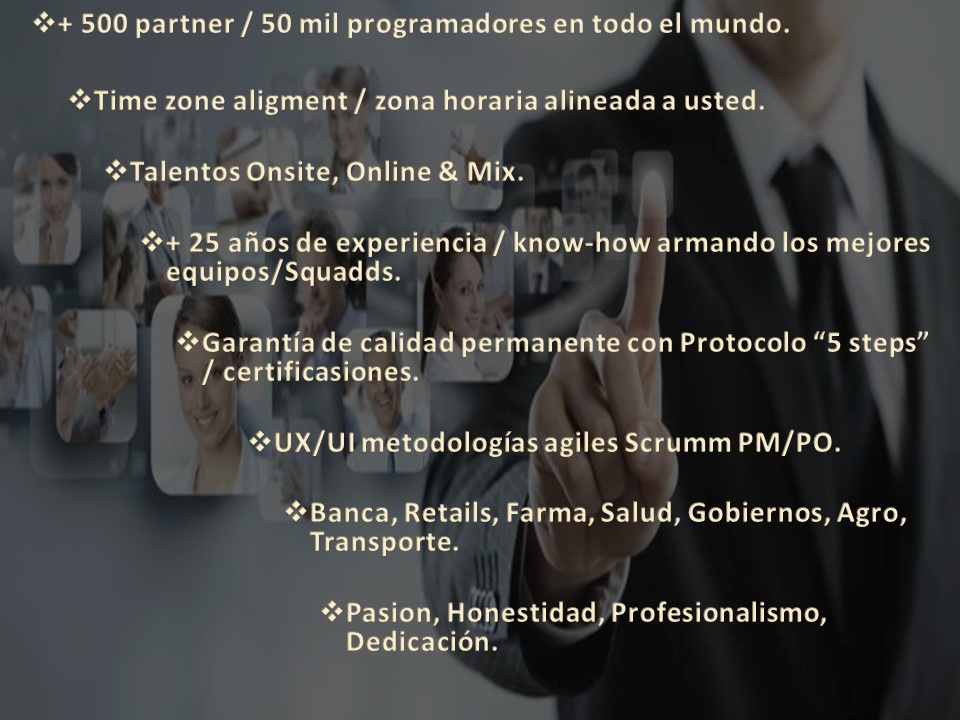 ❖+ 500 partner / 50 mil programadores en todo el mundo.
❖Time zone aligment / zona horaria alineada a usted.
❖Talentos Onsite, Online & Mix.
❖+ 25 años de experiencia / know-how armando los mejores
equipos/Squadds.
❖Garantía de calidad permanente con Protocolo “5 steps”
/ certificasiones.
❖UX/UI metodologías agiles Scrumm PM/PO.
❖Banca, Retails, Farma, Salud, Gobiernos, Agro,
Transporte.
❖Pasion, Honestidad, Profesionalismo,
Dedicación.